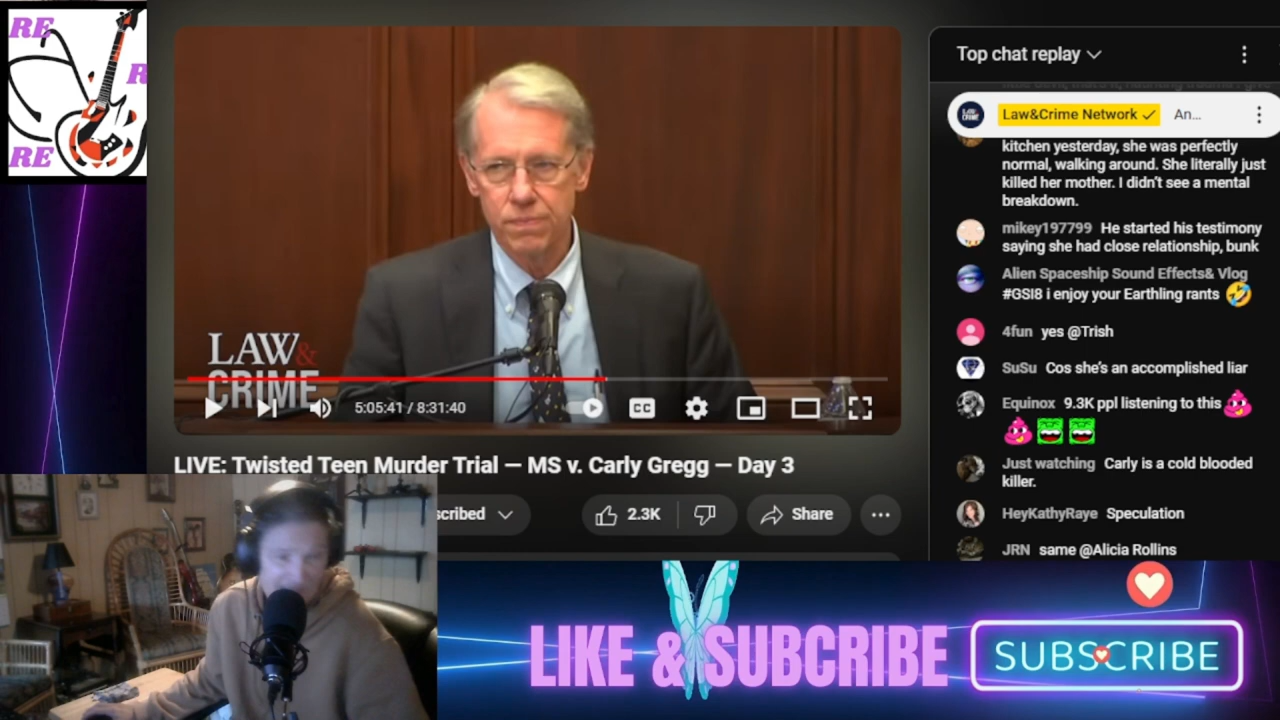 RE
R
RE
LAW&
CRIME
5:05:41 / 8:31:40
CC
LIVE: Twisted Teen Murder Trial — MS v. Carly Gregg — Day 3
scribed
2.3K
Share
Top chat replay
LAW&
CRIME
Law&Crime Network
An...
kitchen yesterday, she was perfectly
normal, walking around. She literally just
killed her mother. I didn't see a mental
breakdown.
mikey197799 He started his testimony
saying she had close relationship, bunk
Alien Spaceship Sound Effects& Vlog
#GSI8 i enjoy your Earthling rants
4fun yes @Trish
SuSu Cos she's an accomplished liar
Equinox 9.3K ppl listening to this
Just watching Carly is a cold blooded
killer.
HeyKathyRaye Speculation
JRN same @Alicia Rollins
LIKE & SUBCRIBE
SUBSCRIBE